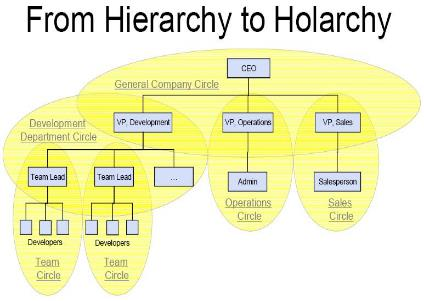 From Hierarchy to Holarchy
CEO
General Company Circle
Development
Department Circle
VP, Development
VP, Operations
VP, Sales
Team Lead
Team Lead
...
Admin
Salesperson
Operations
Circle
Sales
Circle
Developers
Developers
Team
Circle
Team
Circle